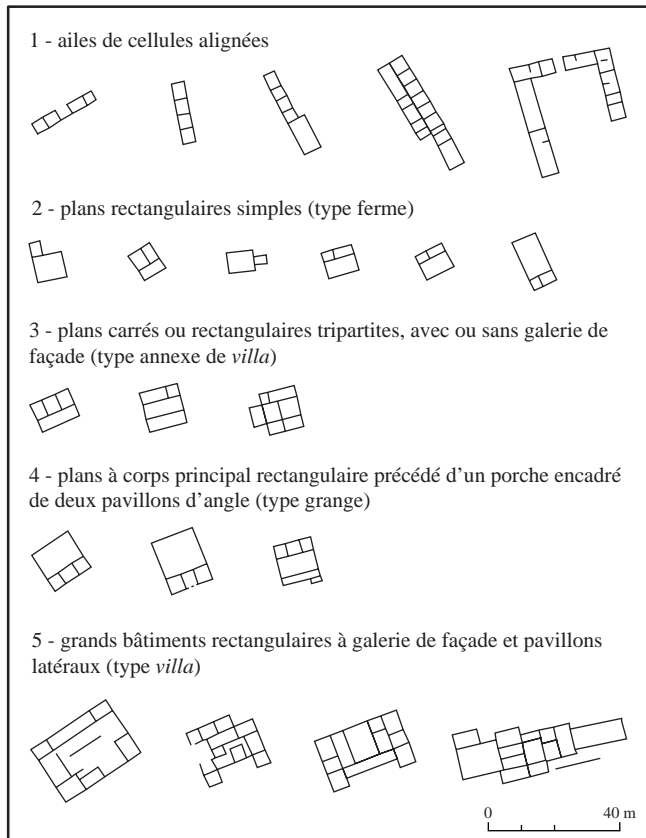 1 - ailes de cellules alignées
2 - plans rectangulaires simples (type ferme)
3 - plans carrés ou rectangulaires tripartites, avec ou sans galerie de
façade (type annexe de villa)
4 - plans à corps principal rectangulaire précédé d’un porche encadré
de deux pavillons d’angle (type grange)
5 - grands bâtiments rectangulaires à galerie de façade et pavillons
latéraux (type villa)
0 40 m